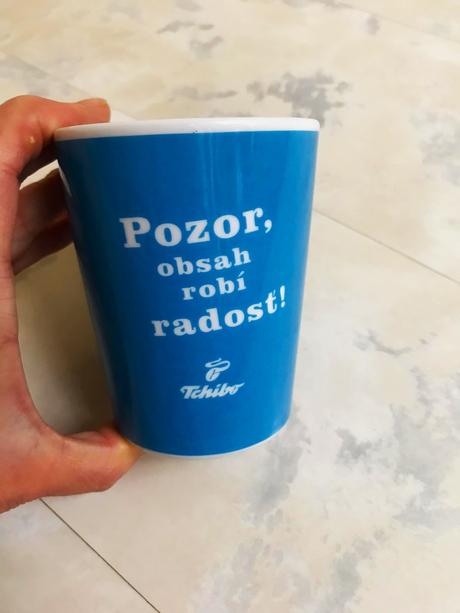 Pozor,
obsah
robí
radosť!
Tchibo